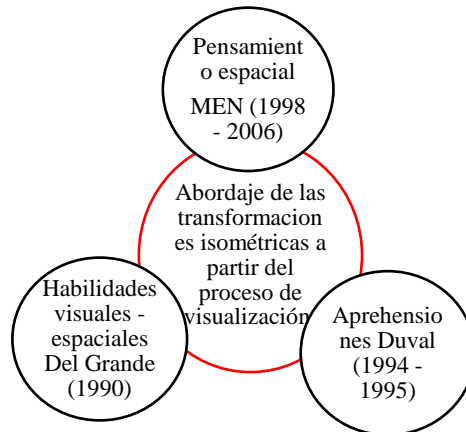 Pensamient
o espacial
MEN (1998
- 2006)
Abordaje de las
transformacion
es isométricas a
partir del
proceso de
visualización
Habilidades
visuales -
espaciales
Del Grande
(1990)
Aprehensio
nes Duval
(1994 -
1995)